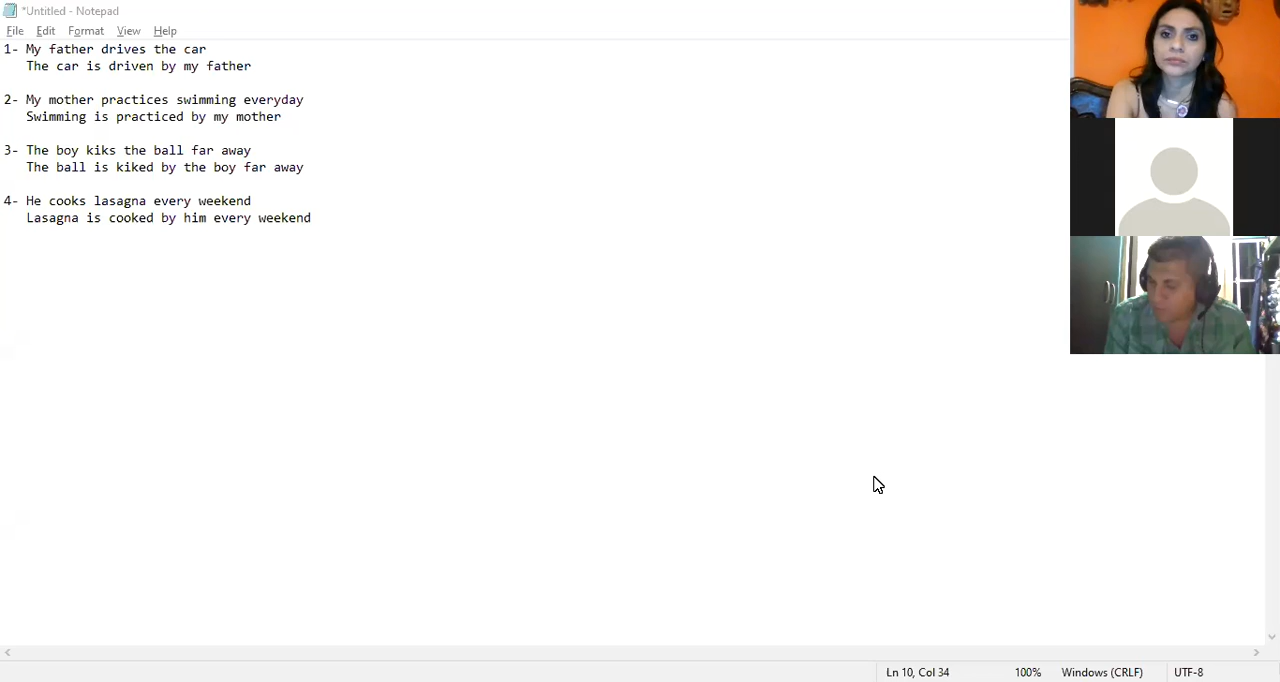 *Untitled - Notepad
File Edit Format View Help
1- My father drives the car
The car is driven by my father
2- My mother practices swimming everyday
Swimming is practiced by my mother
3- The boy kiks the ball far away
The ball is kiked by the boy far away
4- He cooks lasagna every weekend
Lasagna is cooked by him every weekend
Ln 10, Col 34 100% Windows (CRLF) UTF-8